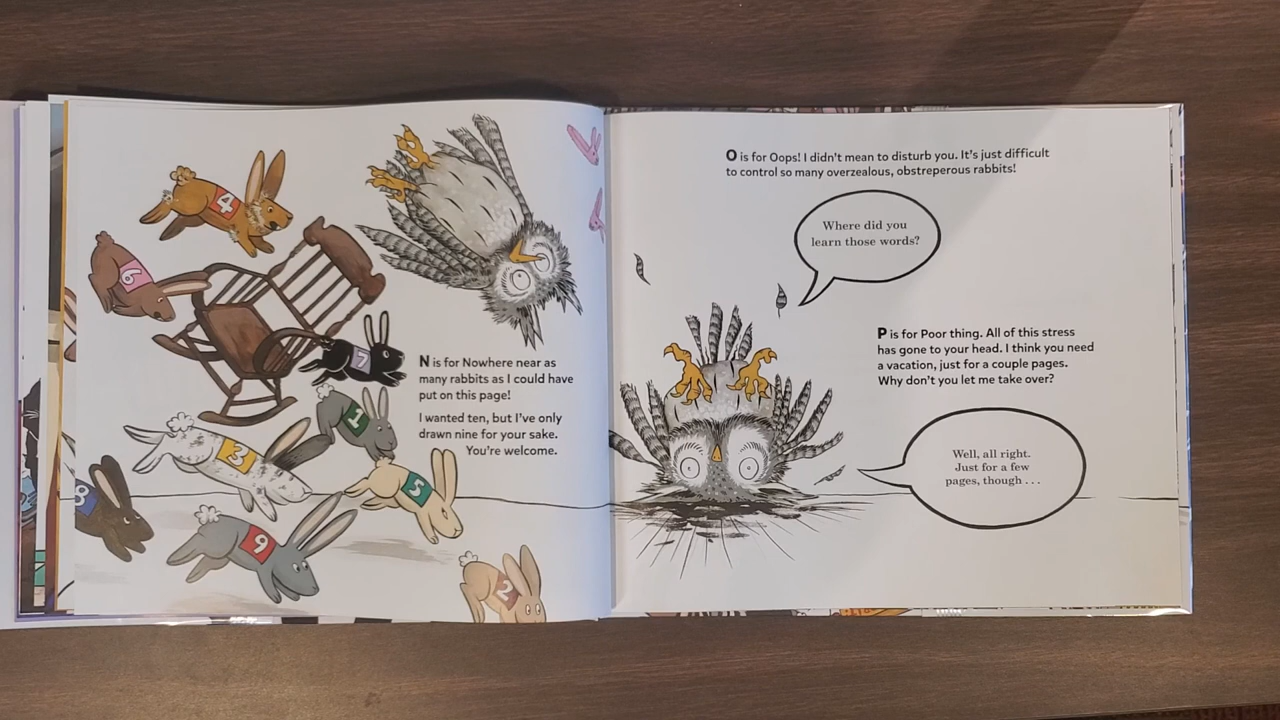 4
6
7
1
3
5
8
9
2
N is for Nowhere near as
many rabbits as I could have
put on this page!
I wanted ten, but I've only
drawn nine for your sake.
You're welcome.
O is for Oops! I didn't mean to disturb you. It's just difficult
to control so many overzealous, obstreperous rabbits!
Where did you
learn those words?
P is for Poor thing. All of this stress
has gone to your head. I think you need
a vacation, just for a couple pages.
Why don't you let me take over?
Well, all right.
Just for a few
pages, though . . .